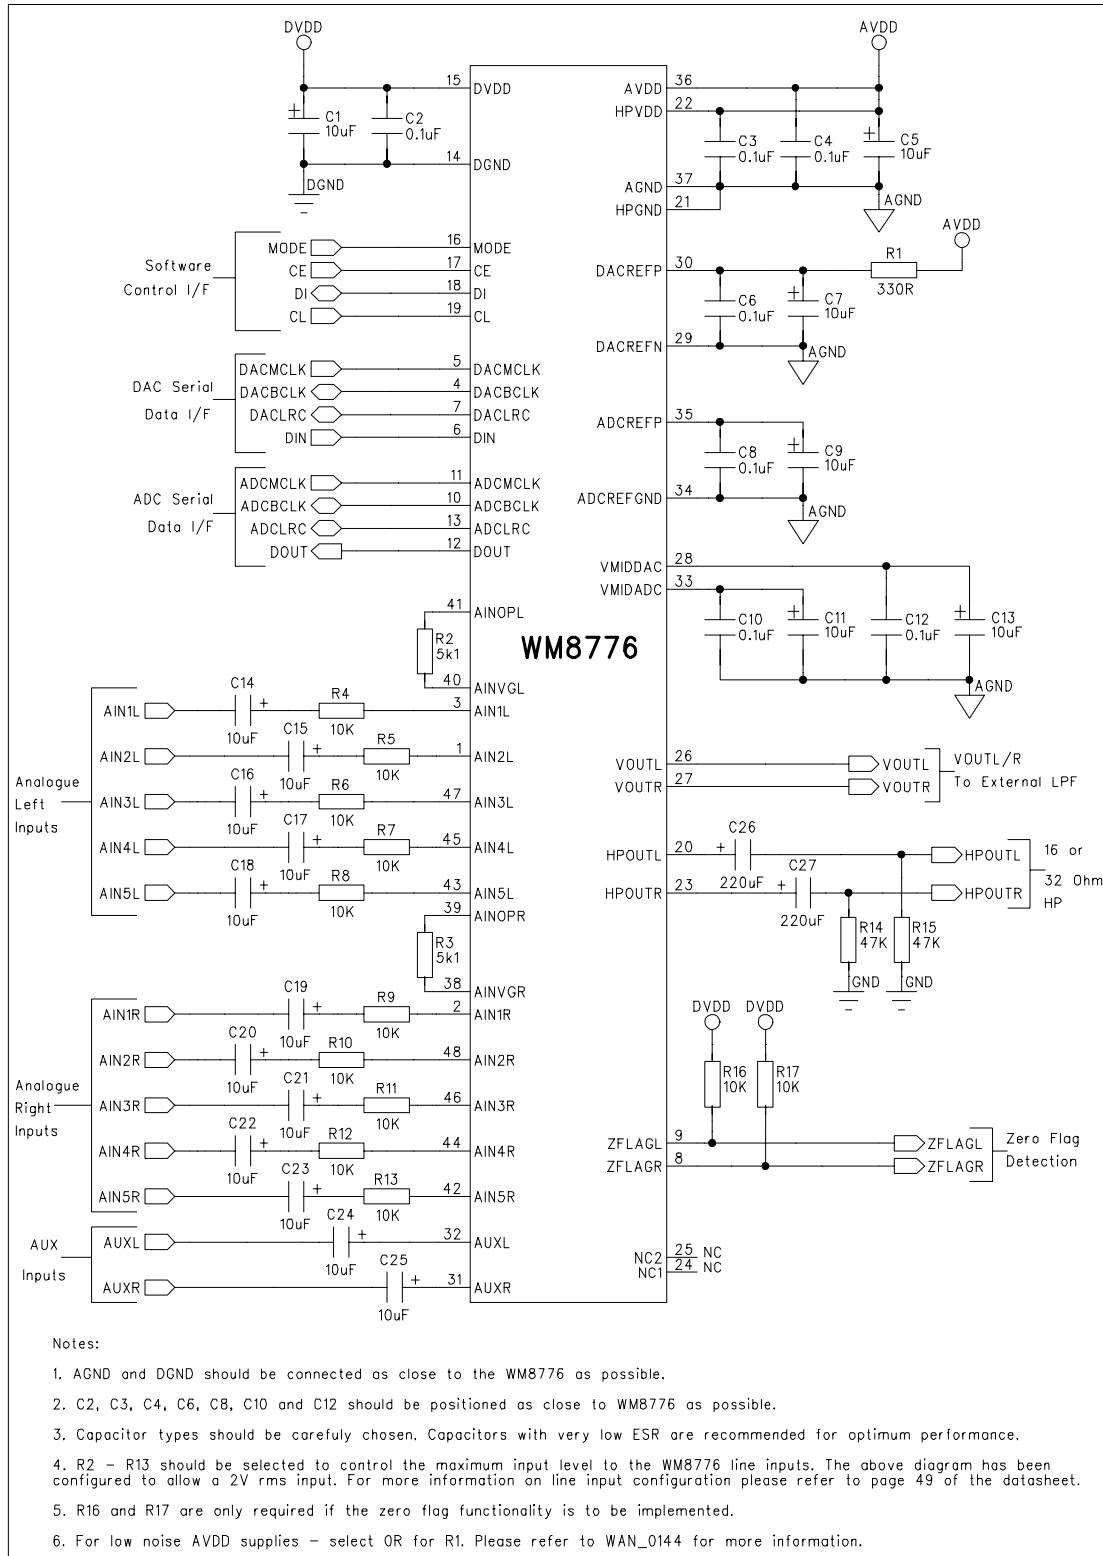 DVDD
AVDD
15 DVDD
AVDD 36
HPVDD 22
C1
10uF
C2
0.1uF
C3
0.1uF
C4
0.1uF
C5
10uF
14 DGND
DGND
AGND 37
HPGND 21
AGND
Software
Control I/F
MODE 16 MODE
CE 17 CE
DI 18 DI
CL 19 CL
DACREFP 30
R1
330R
AVDD
C6
0.1uF
C7
10uF
DACREFN 29
AGND
DAC Serial
Data I/F
DACMCLK 5 DACMCLK
DACBCLK 4 DACBCLK
DACLRC 7 DACLRC
DIN 6 DIN
ADCREFP 35
C8
0.1uF
C9
10uF
ADCREFGND 34
AGND
ADC Serial
Data I/F
ADCMCLK 11 ADCMCLK
ADCBCLK 10 ADCBCLK
ADCLRC 13 ADCLRC
DOUT 12 DOUT
VMIDDAC 28
VMIDADC 33
C10
0.1uF
C11
10uF
C12
0.1uF
C13
10uF
AGND
41 AINOPL
R2
5k1
WM8776
40 AINVGL
Analogue
Left
Inputs
AIN1L C14 10uF R4 10K 3 AIN1L
AIN2L C15 10uF R5 10K 1 AIN2L
AIN3L C16 10uF R6 10K 47 AIN3L
AIN4L C17 10uF R7 10K 45 AIN4L
AIN5L C18 10uF R8 10K 43 AIN5L
VOUTL 26 VOUTL
VOUTR 27 VOUTR
VOUTL/R
To External LPF
HPOUTL 20 C26 220uF HPOUTL
HPOUTR 23 C27 220uF HPOUTR
16 or
32 Ohm
HP
R14
47K
R15
47K
GND
GND
39 AINOPR
R3
5k1
38 AINVGR
Analogue
Right
Inputs
AIN1R C19 10uF R9 10K 2 AIN1R
AIN2R C20 10uF R10 10K 48 AIN2R
AIN3R C21 10uF R11 10K 46 AIN3R
AIN4R C22 10uF R12 10K 44 AIN4R
AIN5R C23 10uF R13 10K 42 AIN5R
DVDD
DVDD
R16
10K
R17
10K
ZFLAGL 9 ZFLAGL
ZFLAGR 8 ZFLAGR
Zero Flag
Detection
AUX
Inputs
AUXL C24 10uF 32 AUXL
AUXR C25 10uF 31 AUXR
NC2 25 NC
NC1 24 NC
Notes:
1. AGND and DGND should be connected as close to the WM8776 as possible.
2. C2, C3, C4, C6, C8, C10 and C12 should be positioned as close to WM8776 as possible.
3. Capacitor types should be carefuly chosen. Capacitors with very low ESR are recommended for optimum performance.
4. R2 – R13 should be selected to control the maximum input level to the WM8776 line inputs. The above diagram has been
configured to allow a 2V rms input. For more information on line input configuration please refer to page 49 of the datasheet.
5. R16 and R17 are only required if the zero flag functionality is to be implemented.
6. For low noise AVDD supplies – select 0R for R1. Please refer to WAN_0144 for more information.